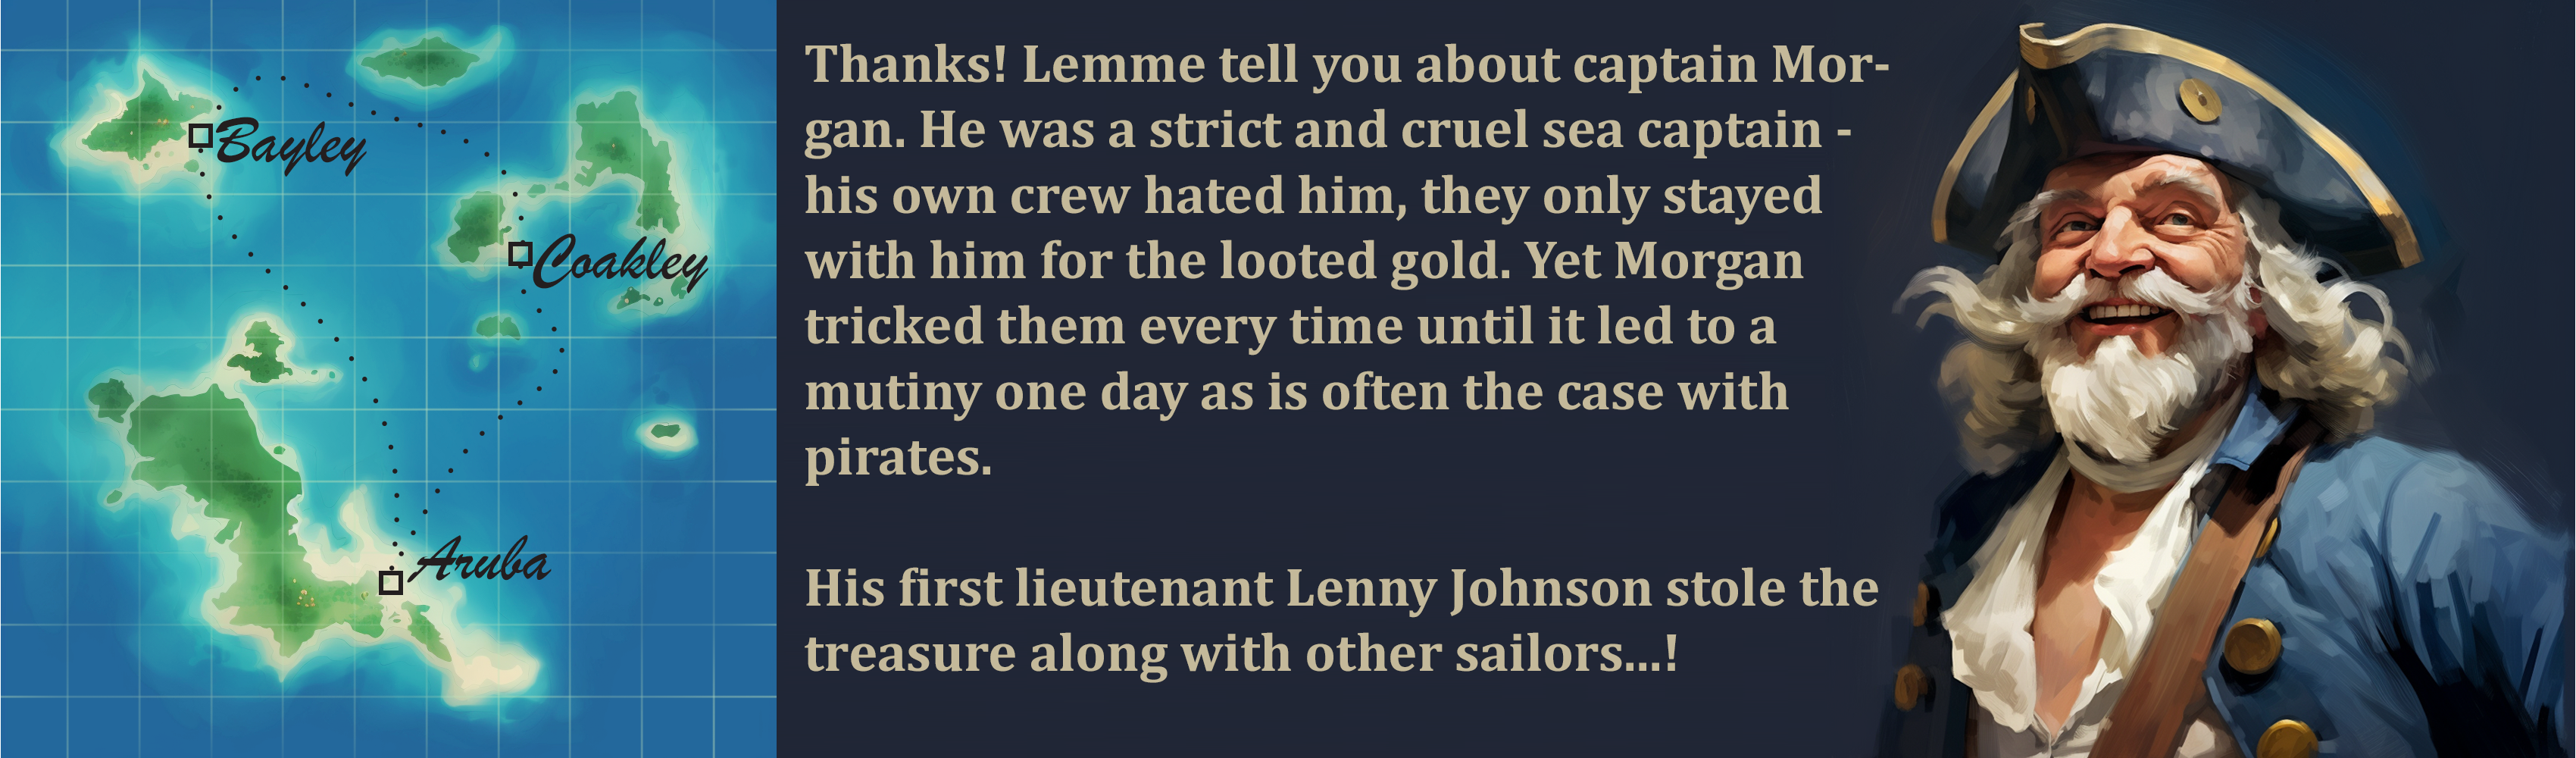 Bayley
Coakley
Aruba
Thanks! Lemme tell you about captain Mor-
gan. He was a strict and cruel sea captain -
his own crew hated him, they only stayed
with him for the looted gold. Yet Morgan
tricked them every time until it led to a
mutiny one day as is often the case with
pirates.
His first lieutenant Lenny Johnson stole the
treasure along with other sailors...!